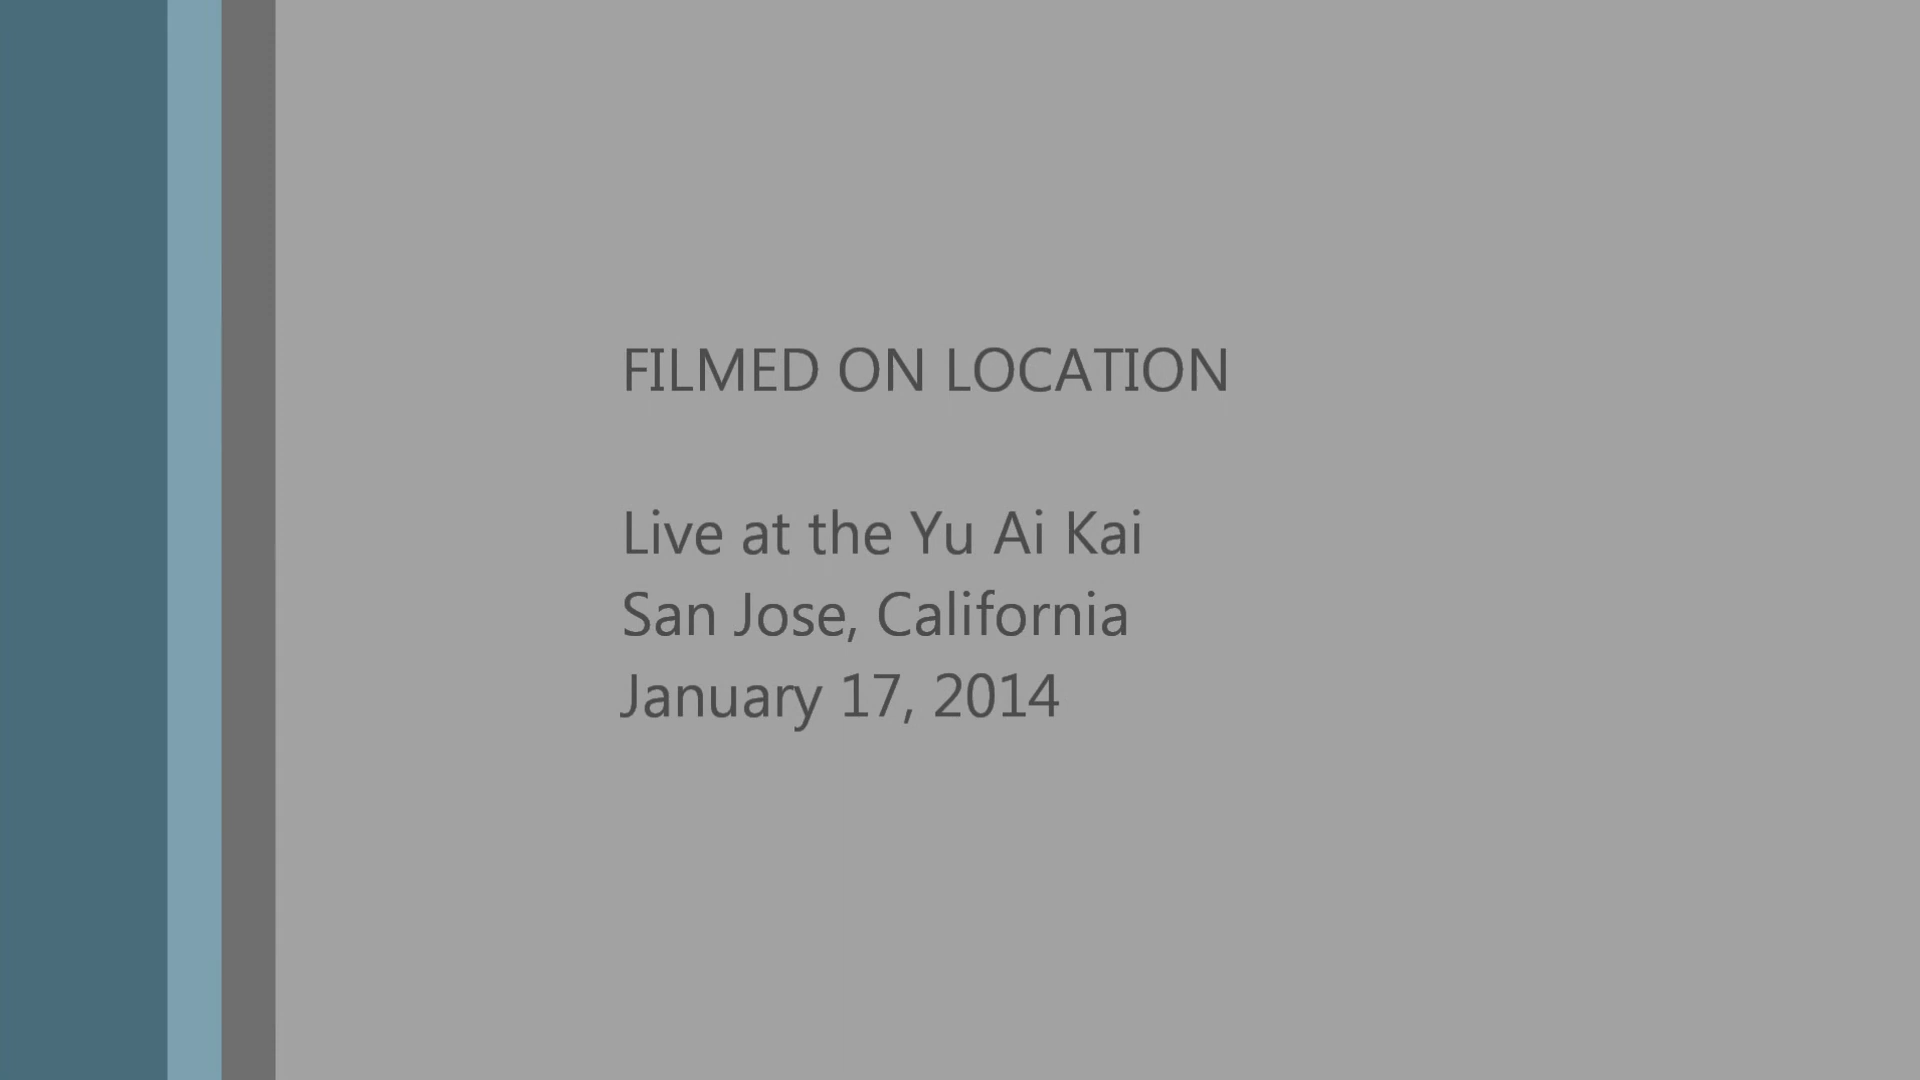 FILMED ON LOCATION
Live at the Yu Ai Kai
San Jose, California
January 17, 2014